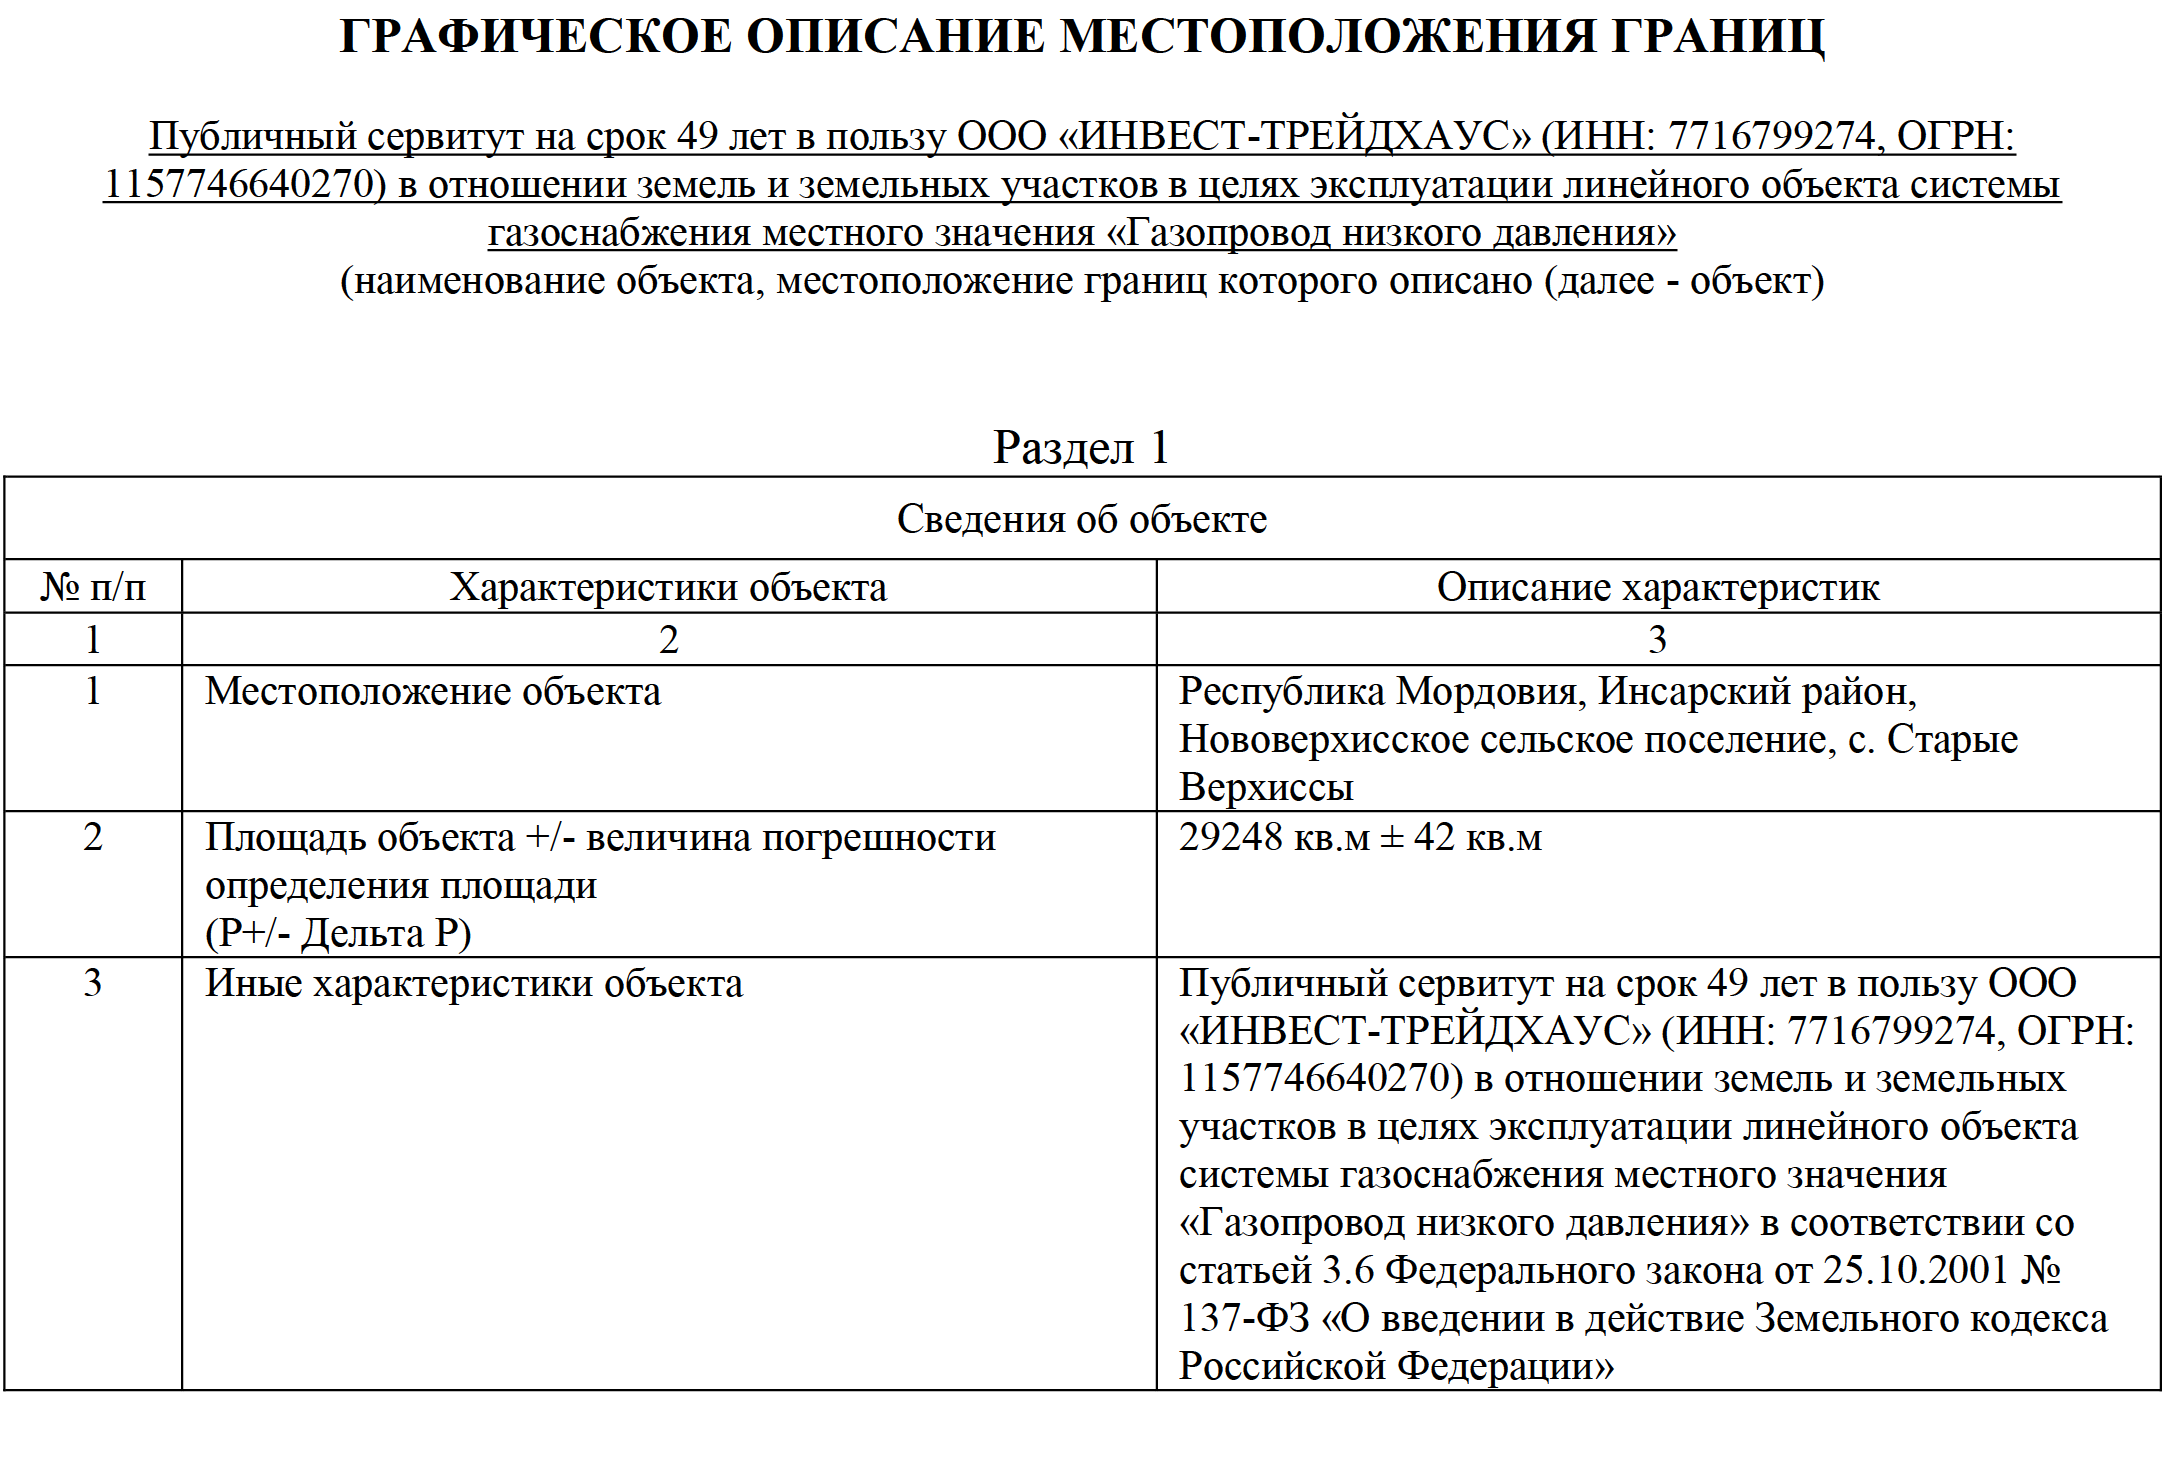 ГРАФИЧЕСКОЕ ОПИСАНИЕ МЕСТОПОЛОЖЕНИЯ ГРАНИЦ
Публичный сервитут на срок 49 лет в пользу ООО «ИНВЕСТ-ТРЕЙДХАУС» (ИНН: 7716799274, ОГРН:
1157746640270) в отношении земель и земельных участков в целях эксплуатации линейного объекта системы
газоснабжения местного значения «Газопровод низкого давления»
(наименование объекта, местоположение границ которого описано (далее - объект)
Раздел 1
Сведения об объекте
№ п/п Характеристики объекта Описание характеристик
1 2 3
1 Местоположение объекта Республика Мордовия, Инсарский район,
Нововерхисское сельское поселение, с. Старые
Верхиссы
2 Площадь объекта +/- величина погрешности 29248 кв.м ± 42 кв.м
определения площади
(Р+/- Дельта Р)
3 Иные характеристики объекта Публичный сервитут на срок 49 лет в пользу ООО
«ИНВЕСТ-ТРЕЙДХАУС» (ИНН: 7716799274, ОГРН:
1157746640270) в отношении земель и земельных
участков в целях эксплуатации линейного объекта
системы газоснабжения местного значения
«Газопровод низкого давления» в соответствии со
статьей 3.6 Федерального закона от 25.10.2001 №
137-ФЗ «О введении в действие Земельного кодекса
Российской Федерации»